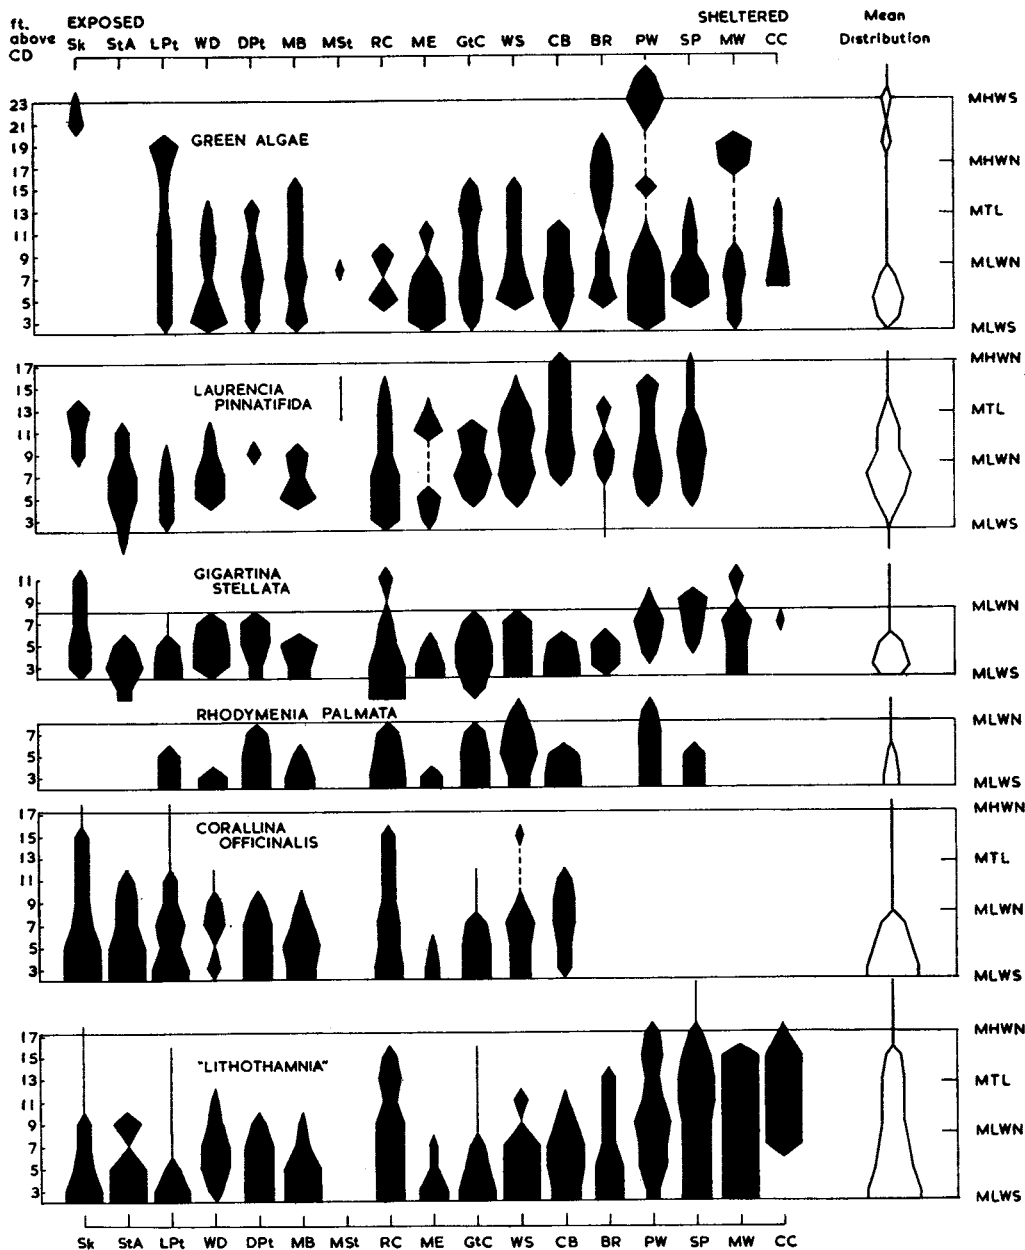 ft. above CD
EXPOSED SHELTERED
Mean Distribution
Sk StA LPt WD DPt MB MSt RC ME GtC WS CB BR PW SP MW CC
23 MHWS
21
GREEN ALGAE
19
17 MHWN
15
13 MTL
11
9 MLWN
7
5
3 MLWS
17 MHWN
LAURENCIA
PINNATIFIDA
15
13 MTL
11
9 MLWN
7
5
3 MLWS
GIGARTINA
STELLATA
11
9 MLWN
7
5
3 MLWS
RHODYMENIA PALMATA
MLWN
7
5
3 MLWS
17 MHWN
CORALLINA
OFFICINALIS
15
13 MTL
11
9 MLWN
7
5
3 MLWS
17 MHWN
"LITHOTHAMNIA"
15
13 MTL
11
9 MLWN
7
5
3 MLWS
Sk StA LPt WD DPt MB MSt RC ME GtC WS CB BR PW SP MW CC